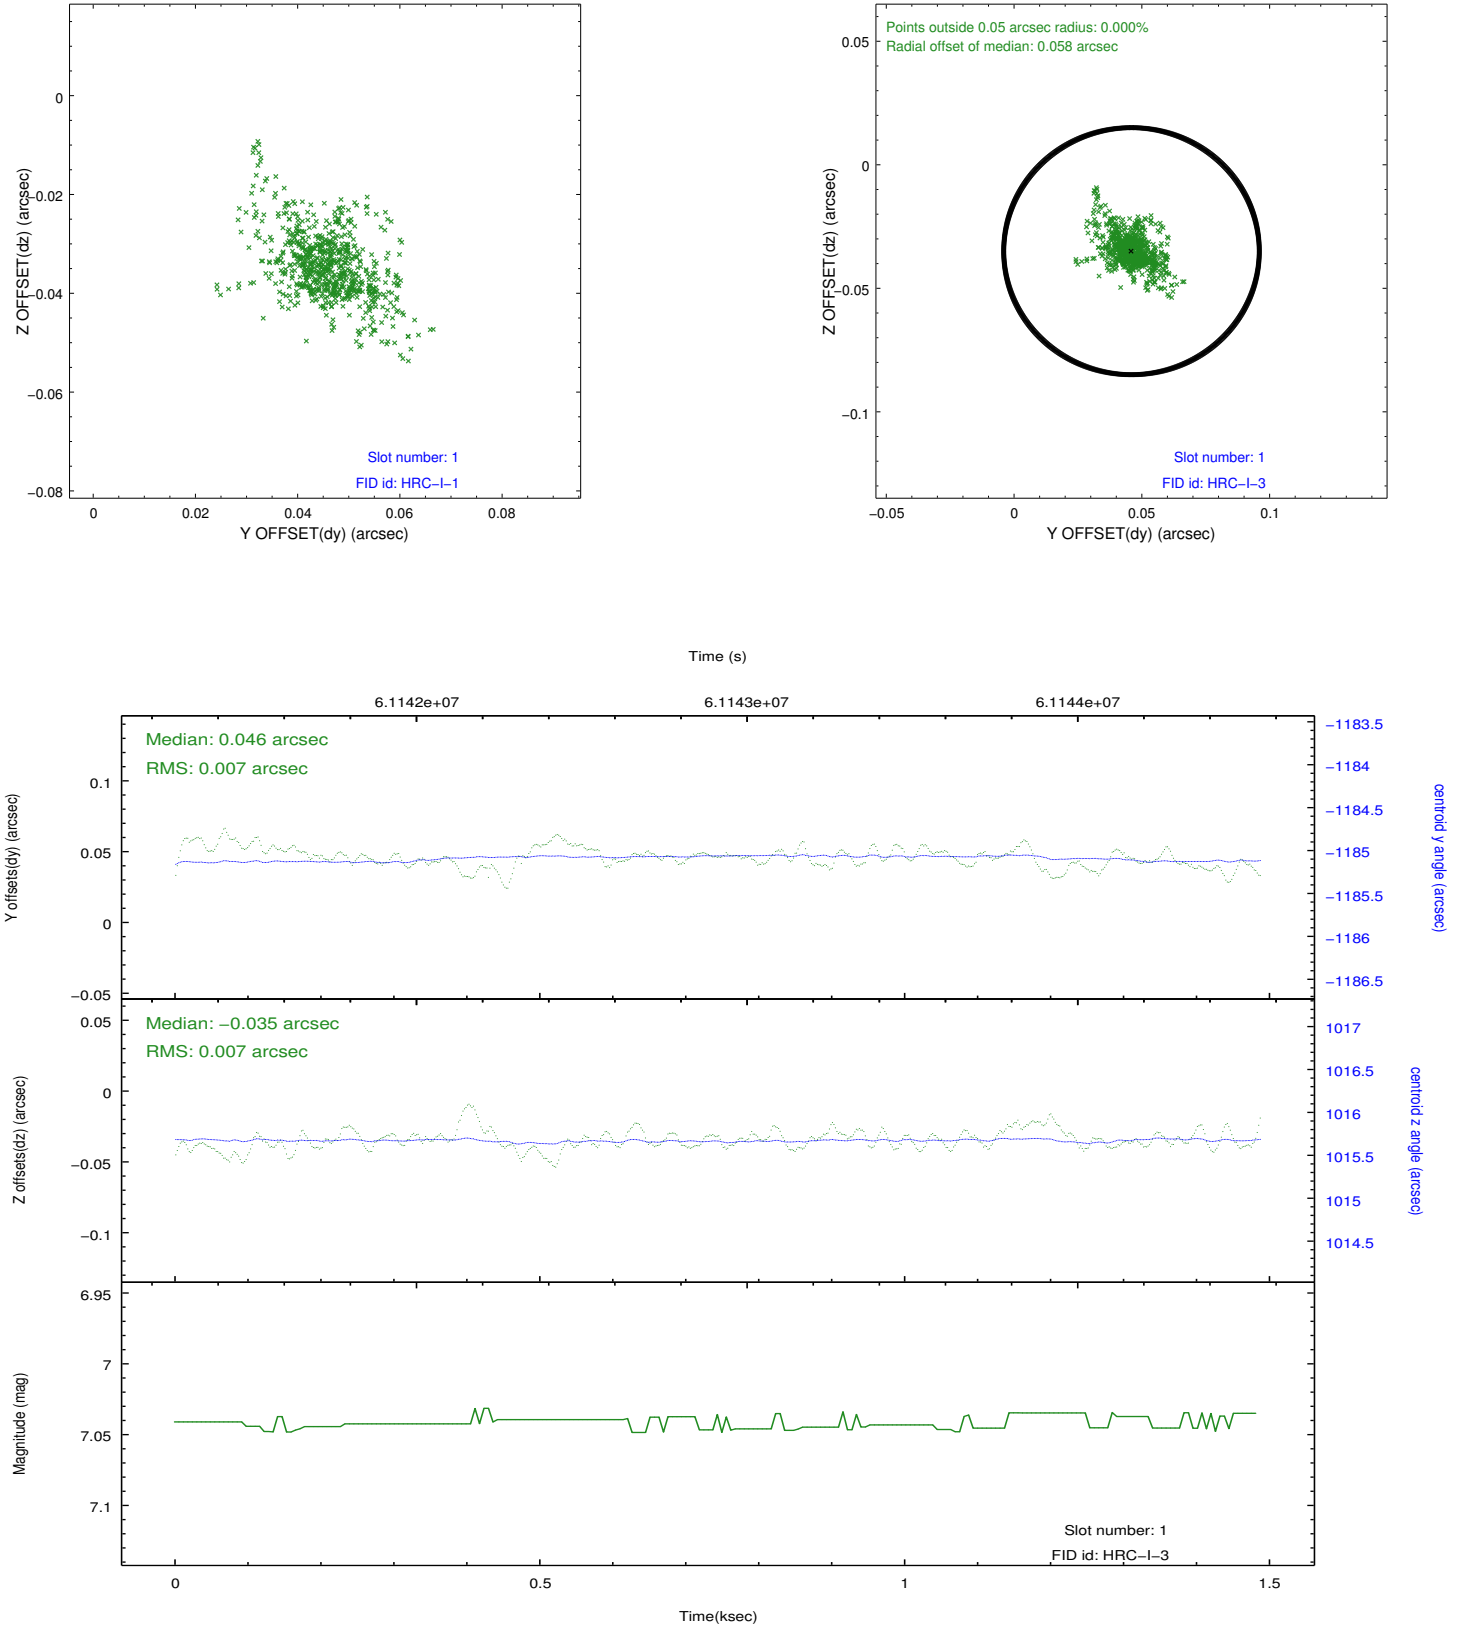 0
−0.02
−0.04
−0.06
−0.08
Z OFFSET(dz) (arcsec)
Slot number: 1
FID id: HRC−I−1
0 0.02 0.04 0.06 0.08
Y OFFSET(dy) (arcsec)
Points outside 0.05 arcsec radius: 0.000%
Radial offset of median: 0.058 arcsec
0.05
0
−0.05
−0.1
Z OFFSET(dz) (arcsec)
Slot number: 1
FID id: HRC−I−3
−0.05 0 0.05 0.1
Y OFFSET(dy) (arcsec)
Time (s)
6.1142e+07 6.1143e+07 6.1144e+07
Median: 0.046 arcsec
RMS: 0.007 arcsec
0.1
0.05
0
−0.05
Y offsets(dy) (arcsec)
−1183.5
−1184
−1184.5
−1185
−1185.5
−1186
−1186.5
centroid y angle (arcsec)
Median: −0.035 arcsec
RMS: 0.007 arcsec
0.05
0
−0.05
−0.1
Z offsets(dz) (arcsec)
1017
1016.5
1016
1015.5
1015
1014.5
centroid z angle (arcsec)
6.95
7
7.05
7.1
Magnitude (mag)
Slot number: 1
FID id: HRC−I−3
0 0.5 1 1.5
Time(ksec)